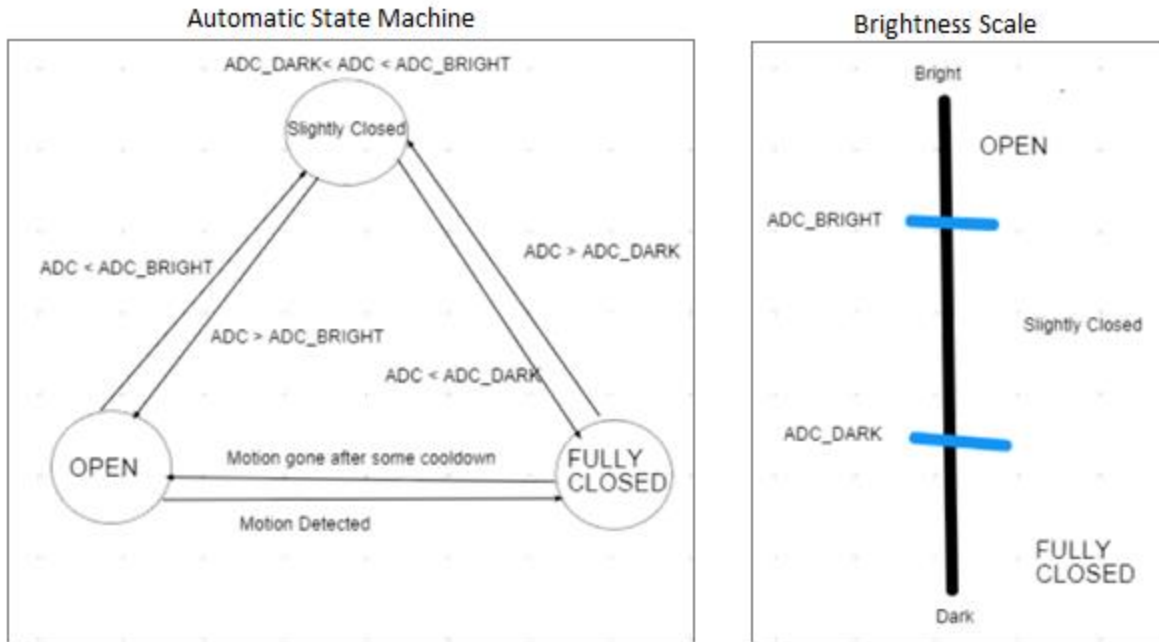 Automatic State Machine
ADC_DARK< ADC < ADC_BRIGHT
Slightly Closed
ADC < ADC_BRIGHT
ADC > ADC_DARK
ADC > ADC_BRIGHT
ADC < ADC_DARK
OPEN
Motion gone after some cooldown
FULLY
CLOSED
Motion Detected
Brightness Scale
Bright
OPEN
ADC_BRIGHT
Slightly Closed
ADC_DARK
FULLY
CLOSED
Dark